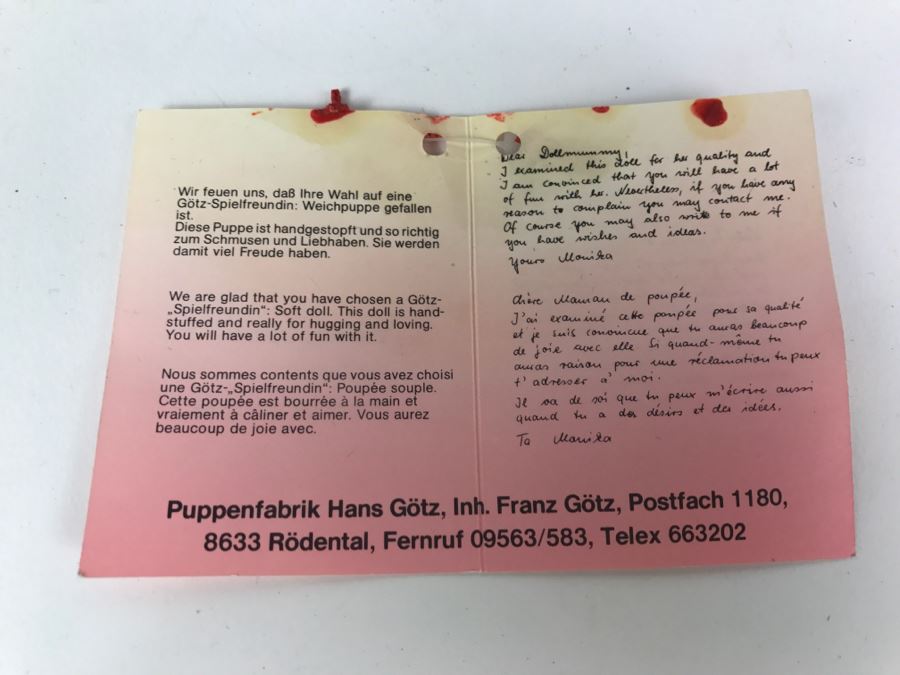 Wir feuen uns, daß Ihre Wahl auf eine
Götz-Spielfreundin: Weichpuppe gefallen
ist.
Diese Puppe ist handgestopft und so richtig
zum Schmusen und Liebhaben. Sie werden
damit viel Freude haben.
We are glad that you have chosen a Götz-
„Spielfreundin“: Soft doll. This doll is hand-
stuffed and really for hugging and loving.
You will have a lot of fun with it.
Nous sommes contents que vous avez choisi
une Götz-„Spielfreundin“: Poupée souple.
Cette poupée est bourrée à la main et
vraiement à câliner et aimer. Vous aurez
beaucoup de joie avec.
Dear Dollmummy,
I examined this doll for her quality and
I am convinced that you will have a lot
of fun with her. Nevertheless, if you have any
reason to complain you may contact me.
Of course you may also write to me if
you have wishes and ideas.
Yours Monika
Chère Maman de poupée,
J'ai examiné cette poupée pour sa qualité
et je suis convaincue que tu auras beaucoup
de joie avec elle Si quand-même tu
auras raison pour une réclamation tu peux
t'adresser à moi.
Il va de soi que tu peux m'écrire aussi
quand tu a des désirs et des idées.
Ta Monika
Puppenfabrik Hans Götz, Inh. Franz Götz, Postfach 1180,
8633 Rödental, Fernruf 09563/583, Telex 663202